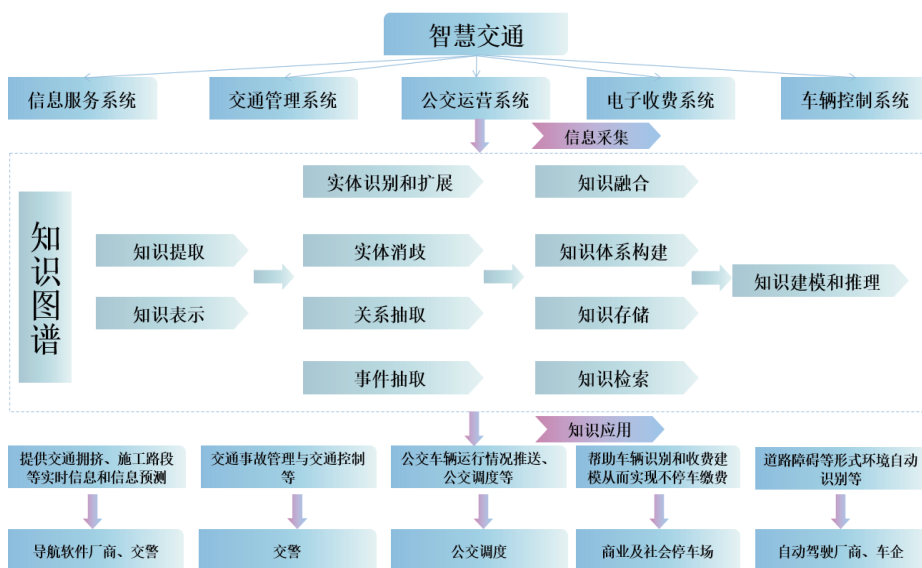 智慧交通
信息服务系统
交通管理系统
公交运营系统
电子收费系统
车辆控制系统
信息采集
知识图谱
知识提取
知识表示
实体识别和扩展
实体消歧
关系抽取
事件抽取
知识融合
知识体系构建
知识存储
知识检索
知识建模和推理
知识应用
提供交通拥挤、施工路段
等实时信息和信息预测
交通事故管理与交通控制
等
公交车辆运行情况推送、
公交调度等
帮助车辆识别和收费建
模从而实现不停车缴费
道路障碍等形式环境自动
识别等
导航软件厂商、交警
交警
公交调度
商业及社会停车场
自动驾驶厂商、车企